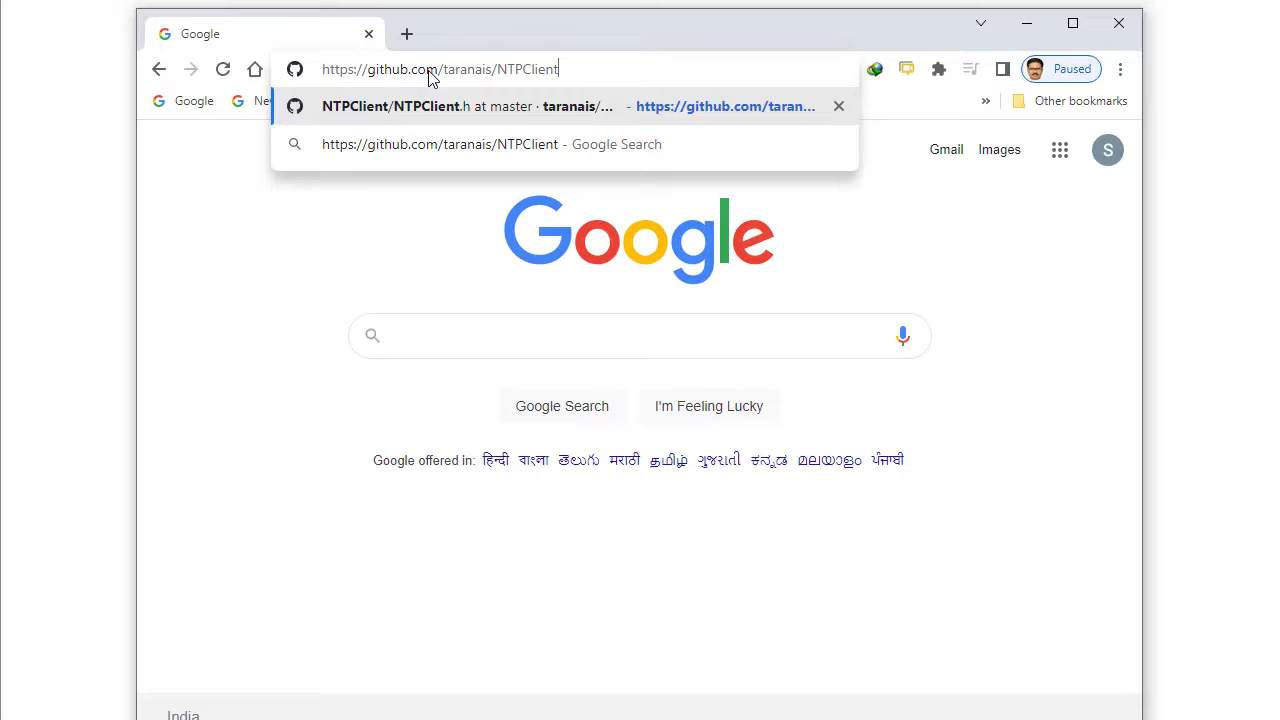 Google
https://github.com/taranais/NTPClient
Paused
NTPClient/NTPClient.h at master · taranais/... - https://github.com/taran...
https://github.com/taranais/NTPClient - Google Search
Google
Other bookmarks
Gmail
Images
S
Google
Google Search
I'm Feeling Lucky
Google offered in: हिन्दी বাংলা తెలుగు मराठी தமிழ் ગુજરાતી ಕನ್ನಡ മലയാളം ਪੰਜਾਬੀ
India